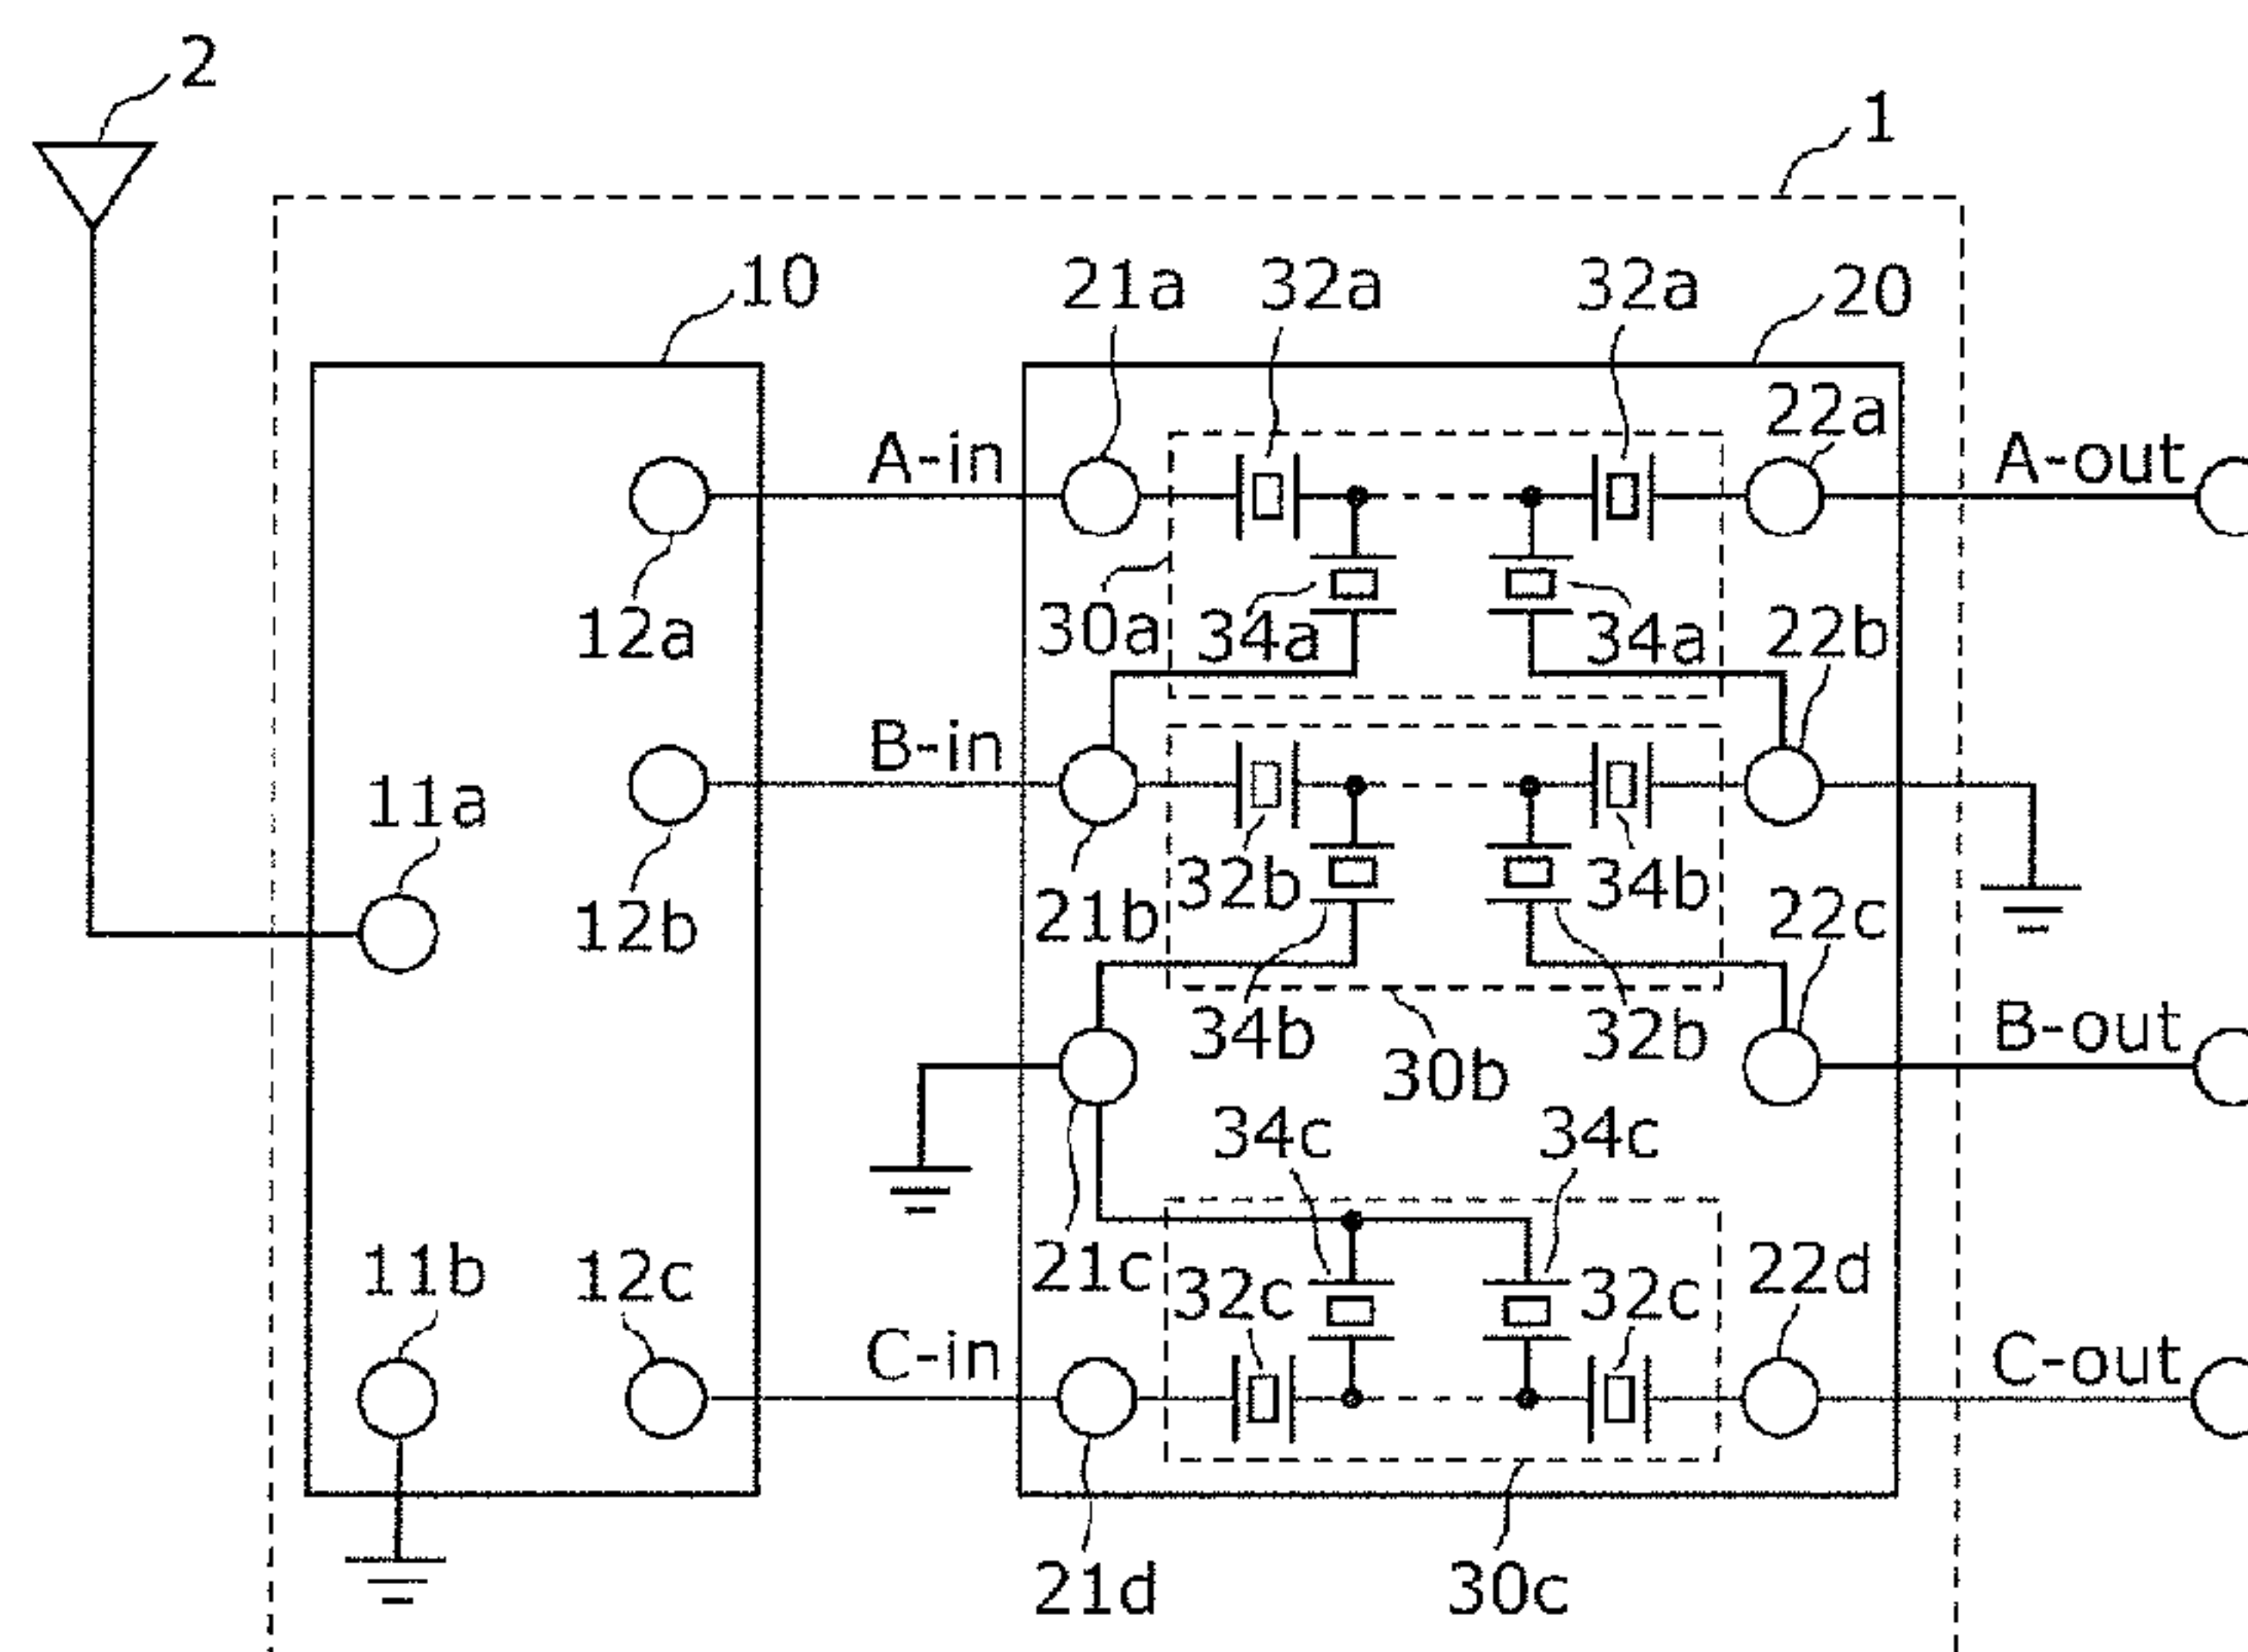 2
1
10
21a
32a
32a
20
22a
A-in
A-out
12a
30a
34a
34a
22b
B-in
11a
12b
21b
32b
34b
22c
34b
32b
30b
B-out
34c
34c
11b
12c
21c
32c
32c
22d
C-in
C-out
21d
30c